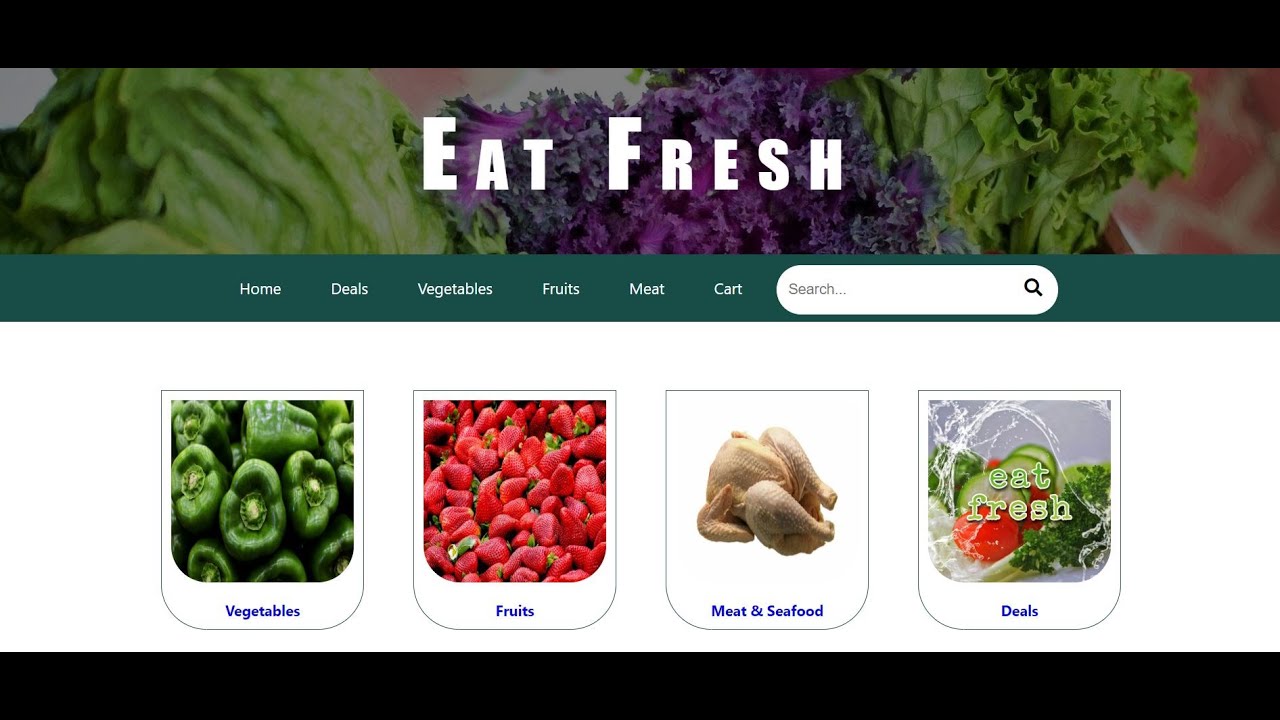 Eat Fresh
Home Deals Vegetables Fruits Meat Cart Search...
eat
fresh
Vegetables Fruits Meat & Seafood Deals